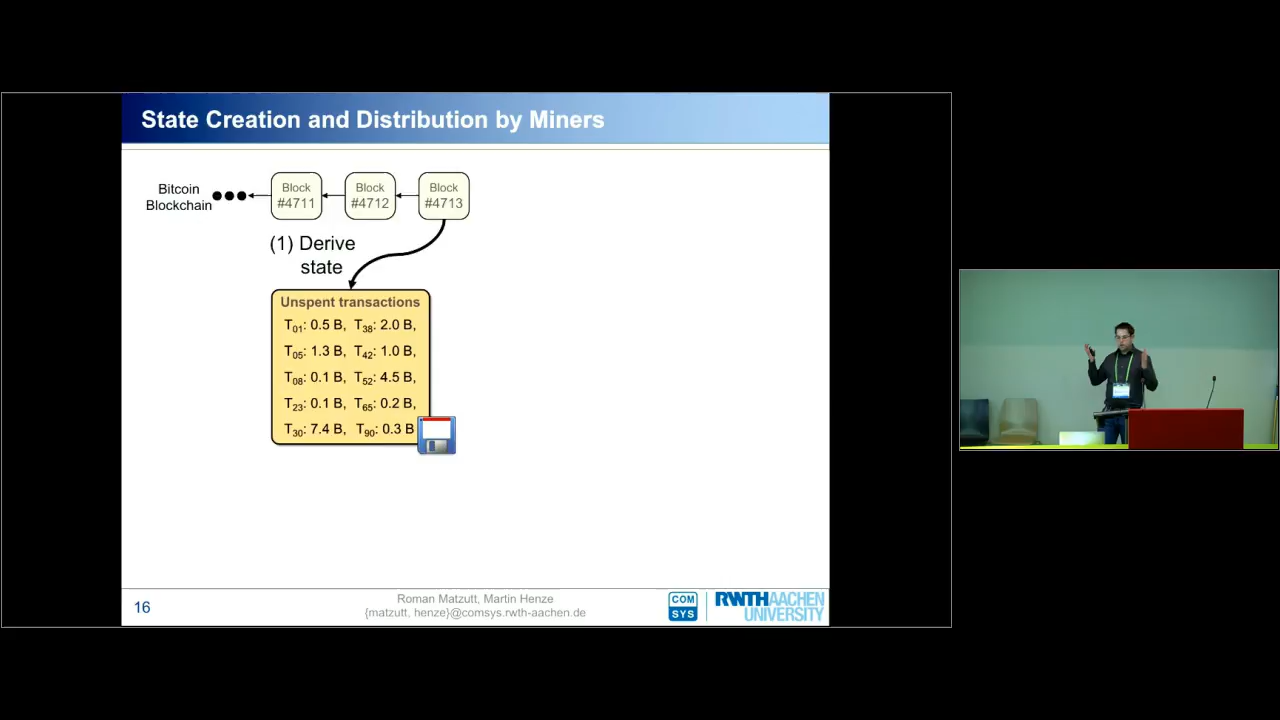 State Creation and Distribution by Miners
Bitcoin
Blockchain
Block
#4711
Block
#4712
Block
#4713
(1) Derive
state
Unspent transactions
T01: 0.5 B, T38: 2.0 B,
T05: 1.3 B, T42: 1.0 B,
T08: 0.1 B, T52: 4.5 B,
T23: 0.1 B, T65: 0.2 B,
T30: 7.4 B, T90: 0.3 B
16
Roman Matzutt, Martin Henze
{matzutt, henze}@comsys.rwth-aachen.de
COM
SYS
RWTHAACHEN
UNIVERSITY